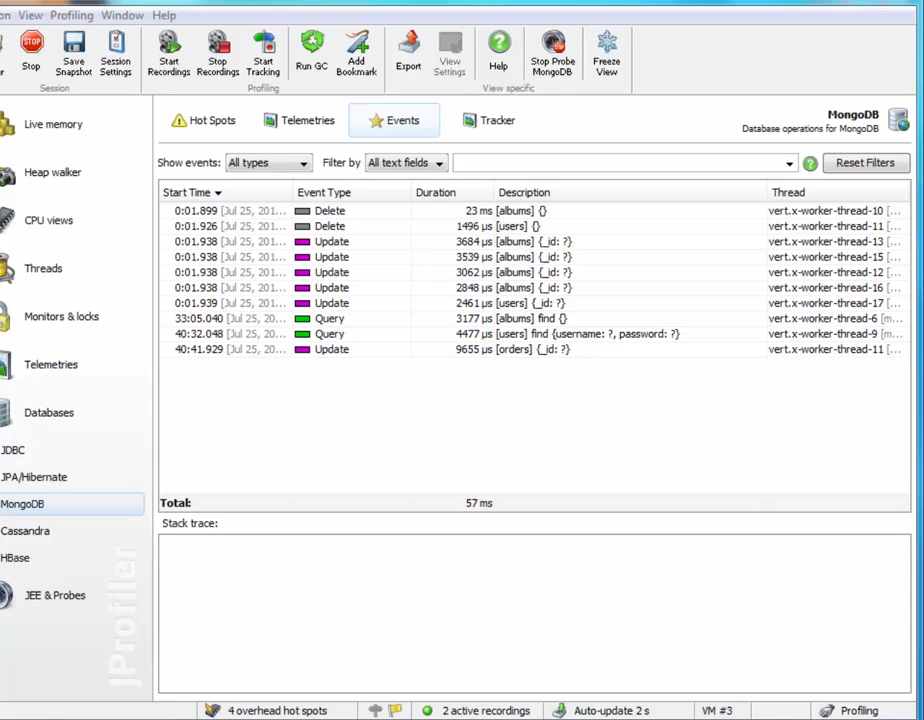 on View Profiling Window Help
Stop
Save Snapshot
Session Settings
Start Recordings
Stop Recordings
Start Tracking
Run GC
Add Bookmark
Export
View Settings
Help
Stop Probe MongoDB
Freeze View
Session
Profiling
View specific
Live memory
Heap walker
CPU views
Threads
Monitors & locks
Telemetries
Databases
JDBC
JPA/Hibernate
MongoDB
Cassandra
HBase
JEE & Probes
JProfiler
Hot Spots Telemetries Events Tracker
MongoDB
Database operations for MongoDB
Show events: All types Filter by All text fields Reset Filters
Start Time Event Type Duration Description Thread
0:01.899 [Jul 25, 201... Delete 23 ms [albums] {} vert.x-worker-thread-10 [...
0:01.926 [Jul 25, 201... Delete 1496 µs [users] {} vert.x-worker-thread-11 [...
0:01.938 [Jul 25, 201... Update 3684 µs [albums] {_id: ?} vert.x-worker-thread-13 [...
0:01.938 [Jul 25, 201... Update 3539 µs [albums] {_id: ?} vert.x-worker-thread-15 [...
0:01.938 [Jul 25, 201... Update 3062 µs [albums] {_id: ?} vert.x-worker-thread-12 [...
0:01.938 [Jul 25, 201... Update 2848 µs [albums] {_id: ?} vert.x-worker-thread-16 [...
0:01.939 [Jul 25, 201... Update 2461 µs [users] {_id: ?} vert.x-worker-thread-17 [...
33:05.040 [Jul 25, 20... Query 3177 µs [albums] find {} vert.x-worker-thread-6 [m...
40:32.048 [Jul 25, 20... Query 4477 µs [users] find {username: ?, password: ?} vert.x-worker-thread-9 [m...
40:41.929 [Jul 25, 20... Update 9655 µs [orders] {_id: ?} vert.x-worker-thread-11 [...
Total: 57 ms
Stack trace:
4 overhead hot spots 2 active recordings Auto-update 2 s VM #3 Profiling